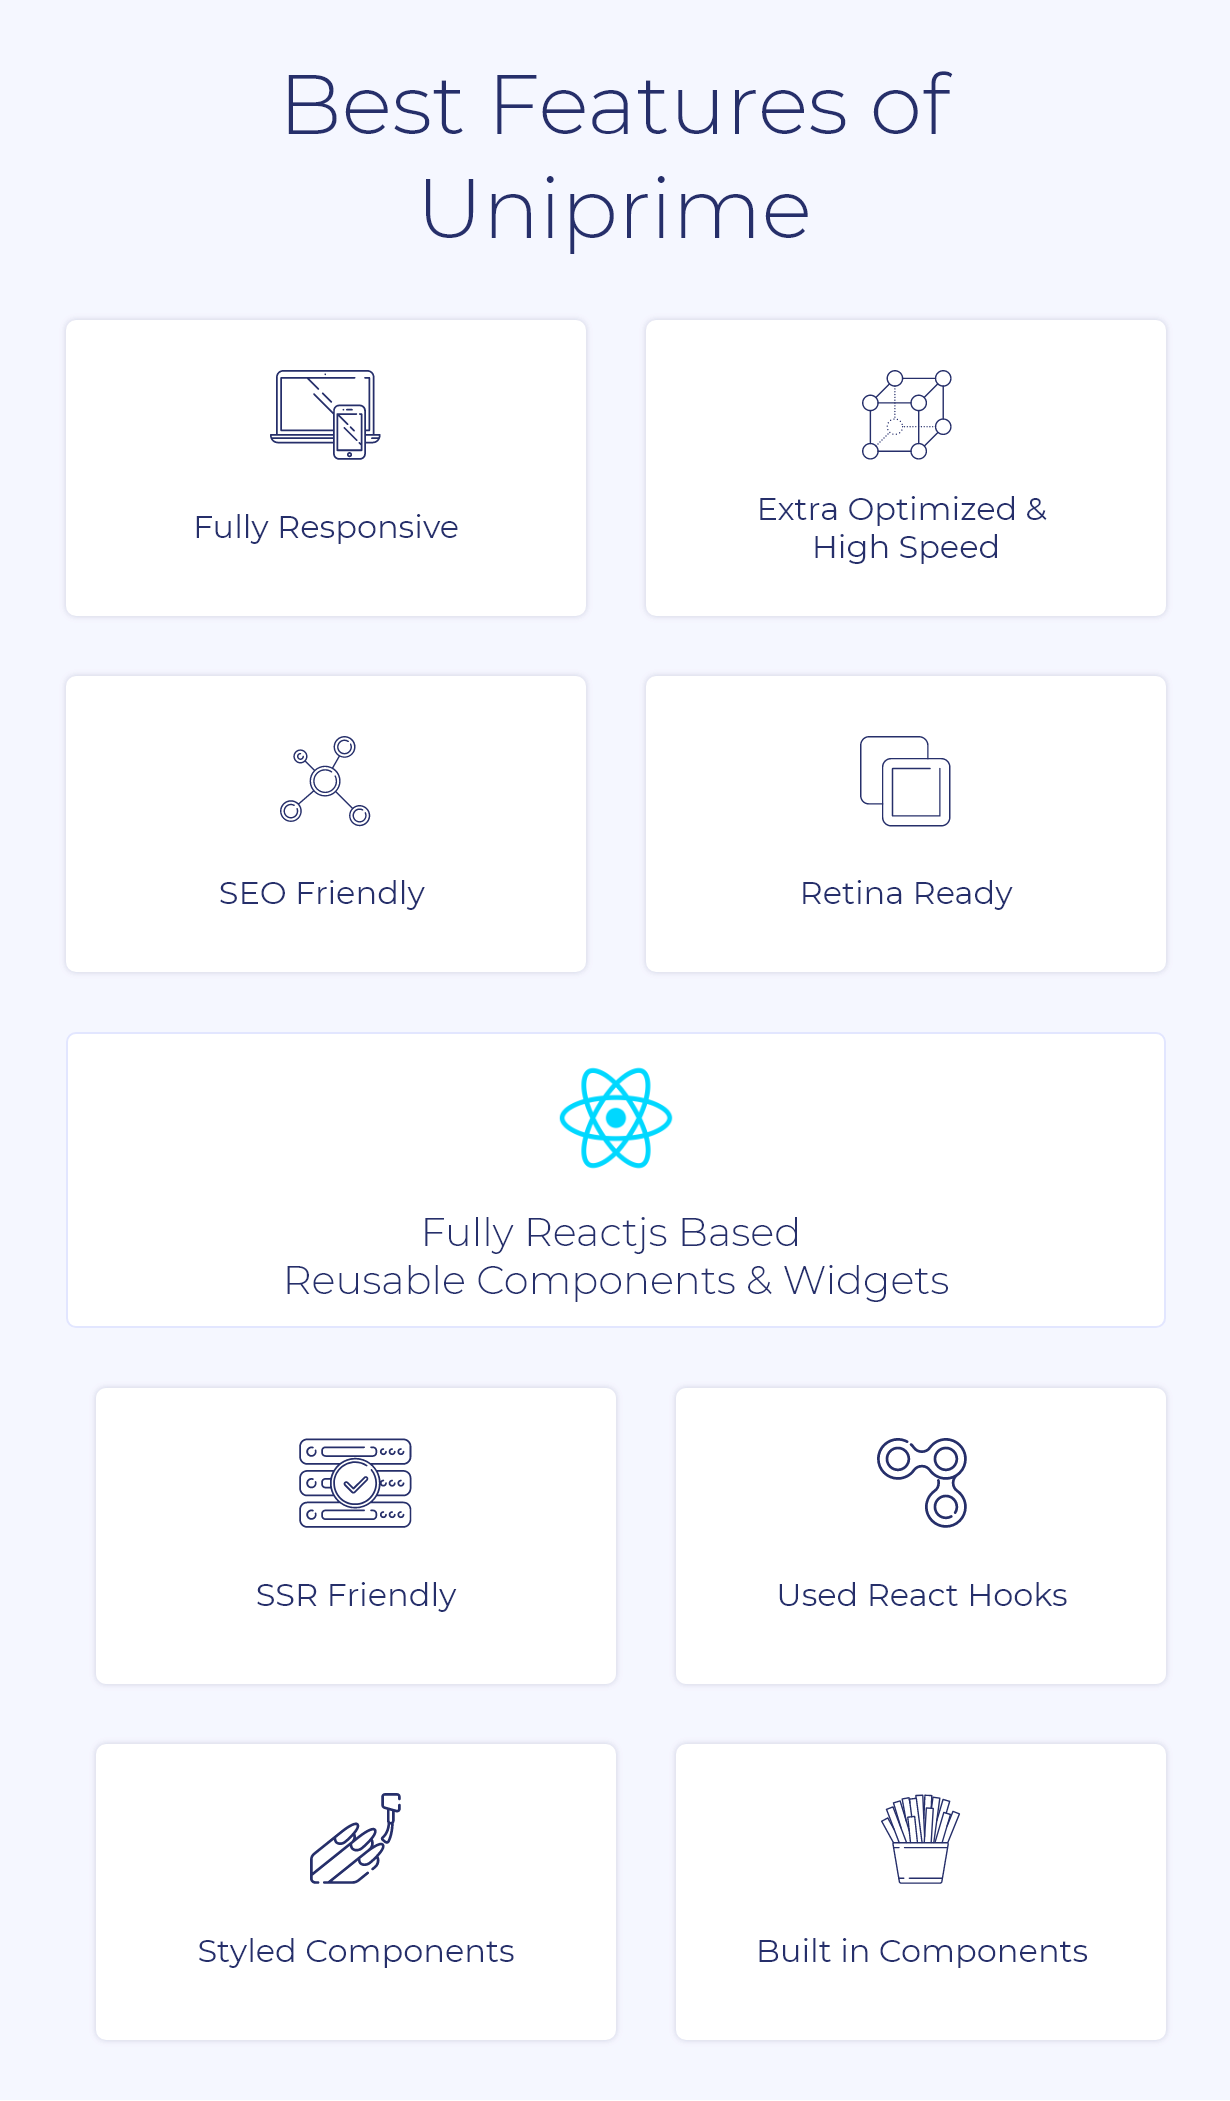 Best Features of
Uniprime
Fully Responsive
Extra Optimized &
High Speed
SEO Friendly
Retina Ready
Fully Reactjs Based
Reusable Components & Widgets
SSR Friendly
Used React Hooks
Styled Components
Built in Components